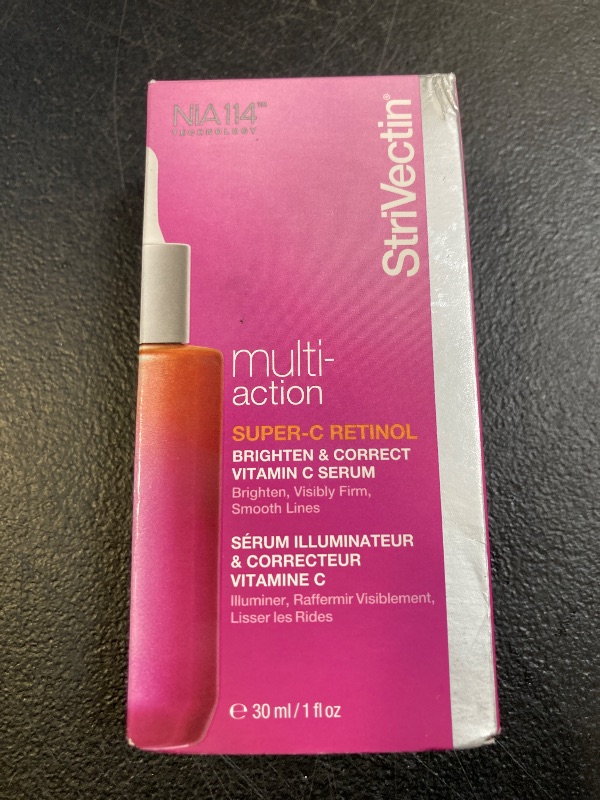 NIA114™
TECHNOLOGY
StriVectin®
multi-
action
SUPER-C RETINOL
BRIGHTEN & CORRECT
VITAMIN C SERUM
Brighten, Visibly Firm,
Smooth Lines
SÉRUM ILLUMINATEUR
& CORRECTEUR
VITAMINE C
Illuminer, Raffermir Visiblement,
Lisser les Rides
℮ 30 ml / 1 fl oz